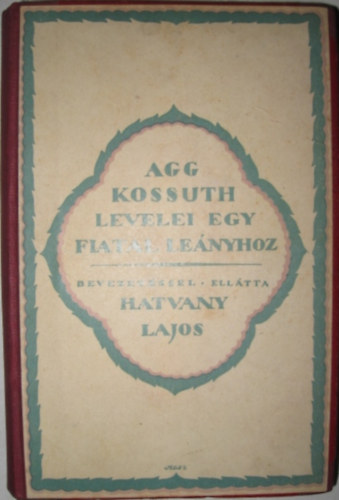 AGG
KOSSUTH
LEVELEI EGY
FIATAL LEÁNYHOZ
BEVEZETÉSSEL · ELLÁTTA
HATVANY
LAJOS